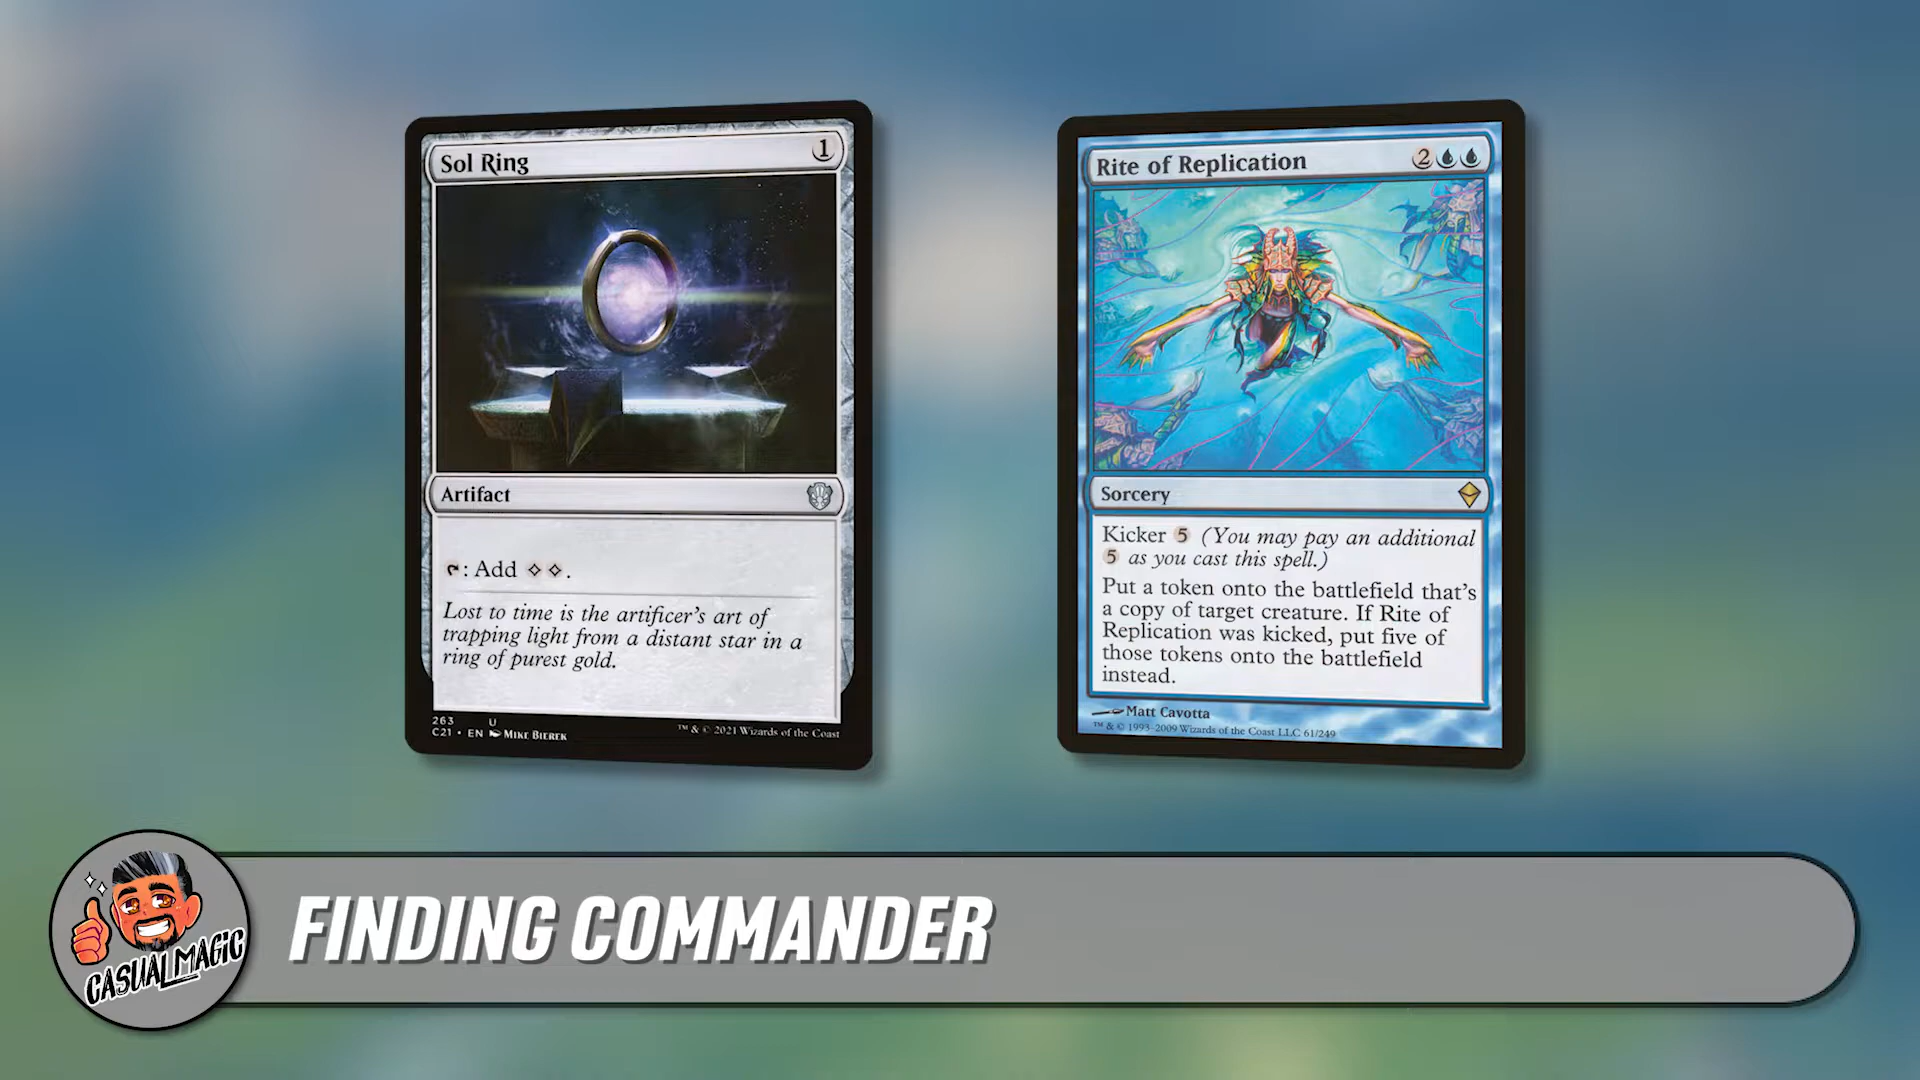 Sol Ring 1
Artifact
: Add .
Lost to time is the artificer's art of
trapping light from a distant star in a
ring of purest gold.
263 U
C21 • EN Mike Bierek
™ & © 2021 Wizards of the Coast
Rite of Replication 2
Sorcery
Kicker 5 (You may pay an additional
5 as you cast this spell.)
Put a token onto the battlefield that's
a copy of target creature. If Rite of
Replication was kicked, put five of
those tokens onto the battlefield
instead.
Matt Cavotta
™ & © 1993–2009 Wizards of the Coast LLC 61/249
CASUAL MAGIC
FINDING COMMANDER